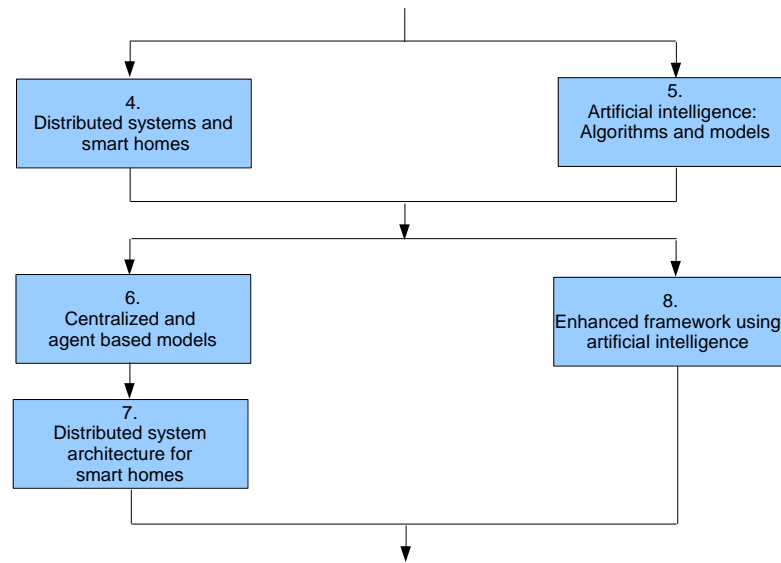 4.
Distributed systems and
smart homes
5.
Artificial intelligence:
Algorithms and models
6.
Centralized and
agent based models
8.
Enhanced framework using
artificial intelligence
7.
Distributed system
architecture for
smart homes